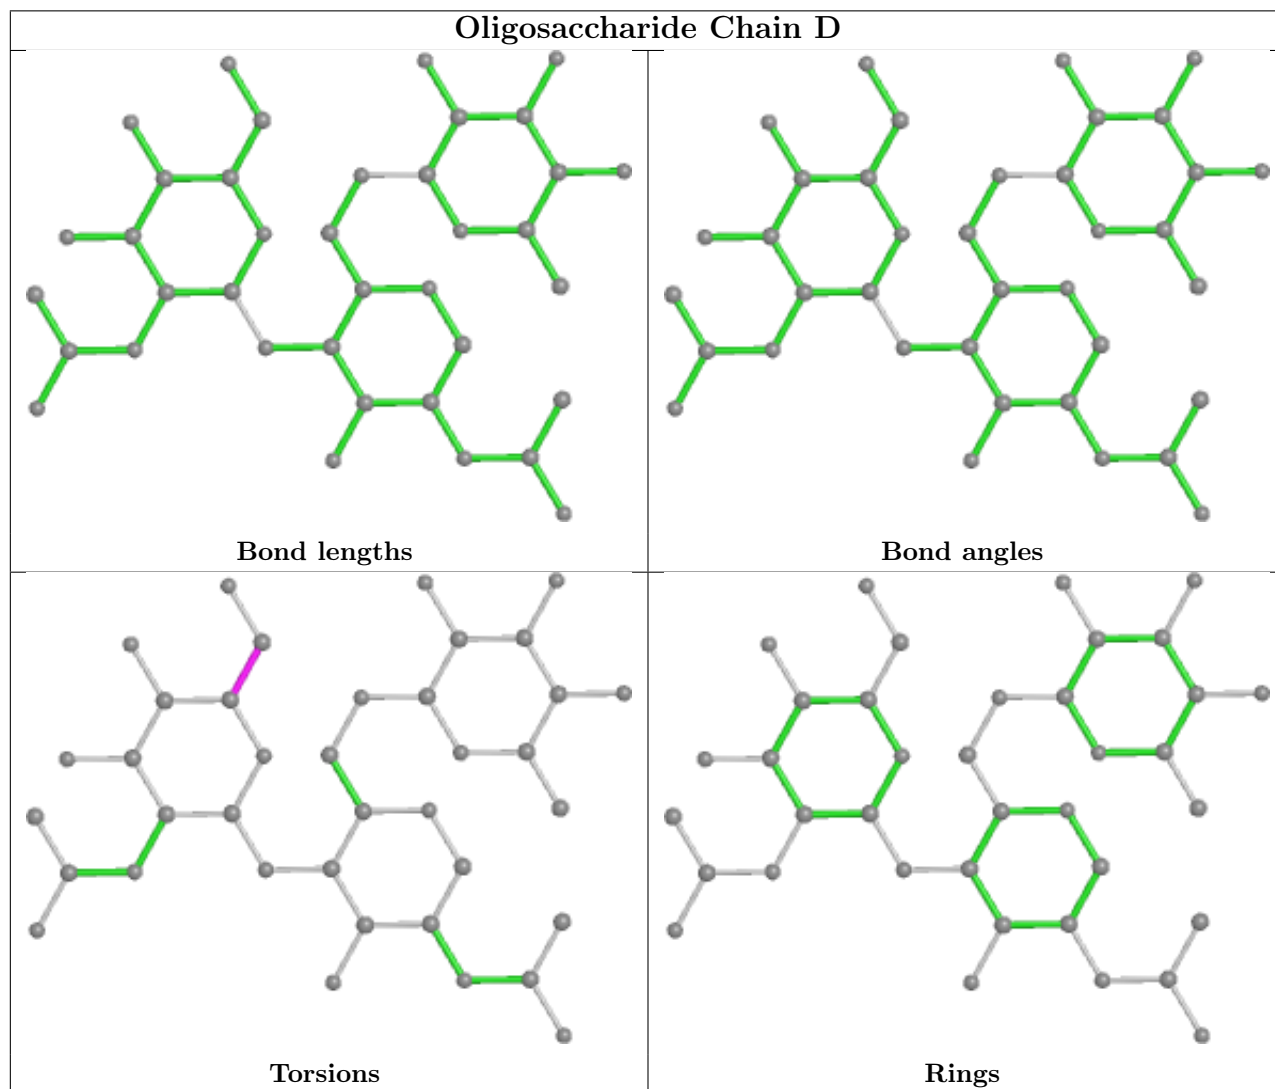 Oligosaccharide Chain D
Bond lengths
Bond angles
Torsions
Rings